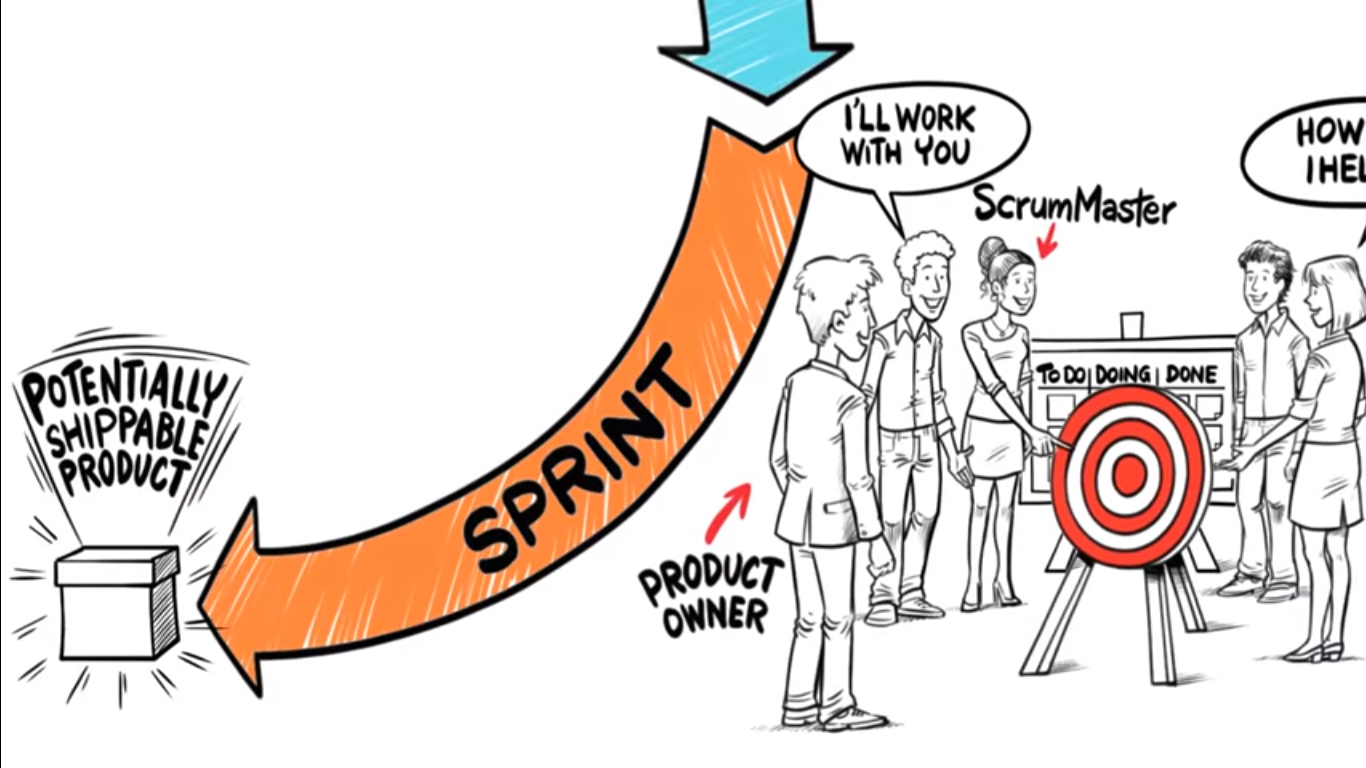 I'LL WORK
WITH YOU
HOW
ScrumMaster
TO DO | DOING | DONE
POTENTIALLY
SHIPPABLE
PRODUCT
SPRINT
PRODUCT
OWNER